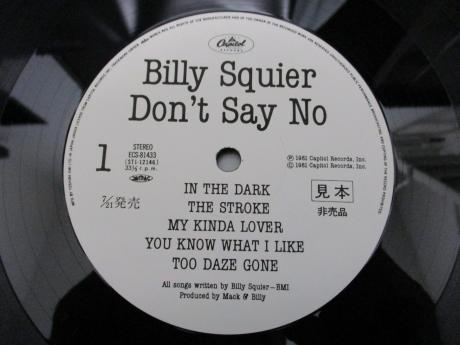 Capitol
RECORDS
Billy Squier
Don't Say No
1
STEREO
ECS-81433
(ST1-12146)
33⅓ r.p.m.
Ⓟ 1981 Capitol Records, Inc.
Ⓒ 1981 Capitol Records, Inc.
7/21発売
見本
非売品
IN THE DARK
THE STROKE
MY KINDA LOVER
YOU KNOW WHAT I LIKE
TOO DAZE GONE
All songs written by Billy Squier—BMI
Produced by Mack & Billy